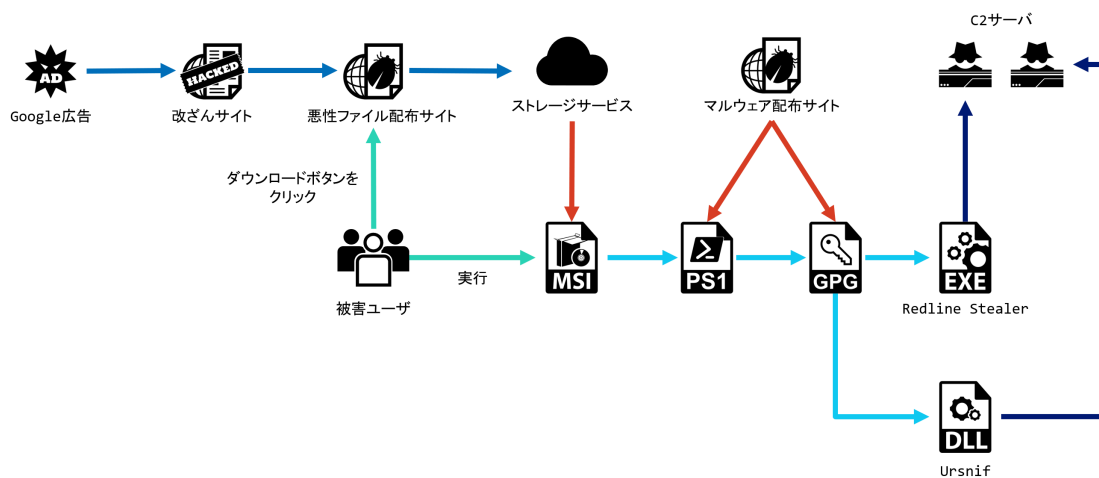 C2サーバ
AD
HACKED
Google広告
改ざんサイト
悪性ファイル配布サイト
ストレージサービス
マルウェア配布サイト
ダウンロードボタンを
クリック
MSI
PS1
GPG
EXE
実行
被害ユーザ
Redline Stealer
DLL
Ursnif